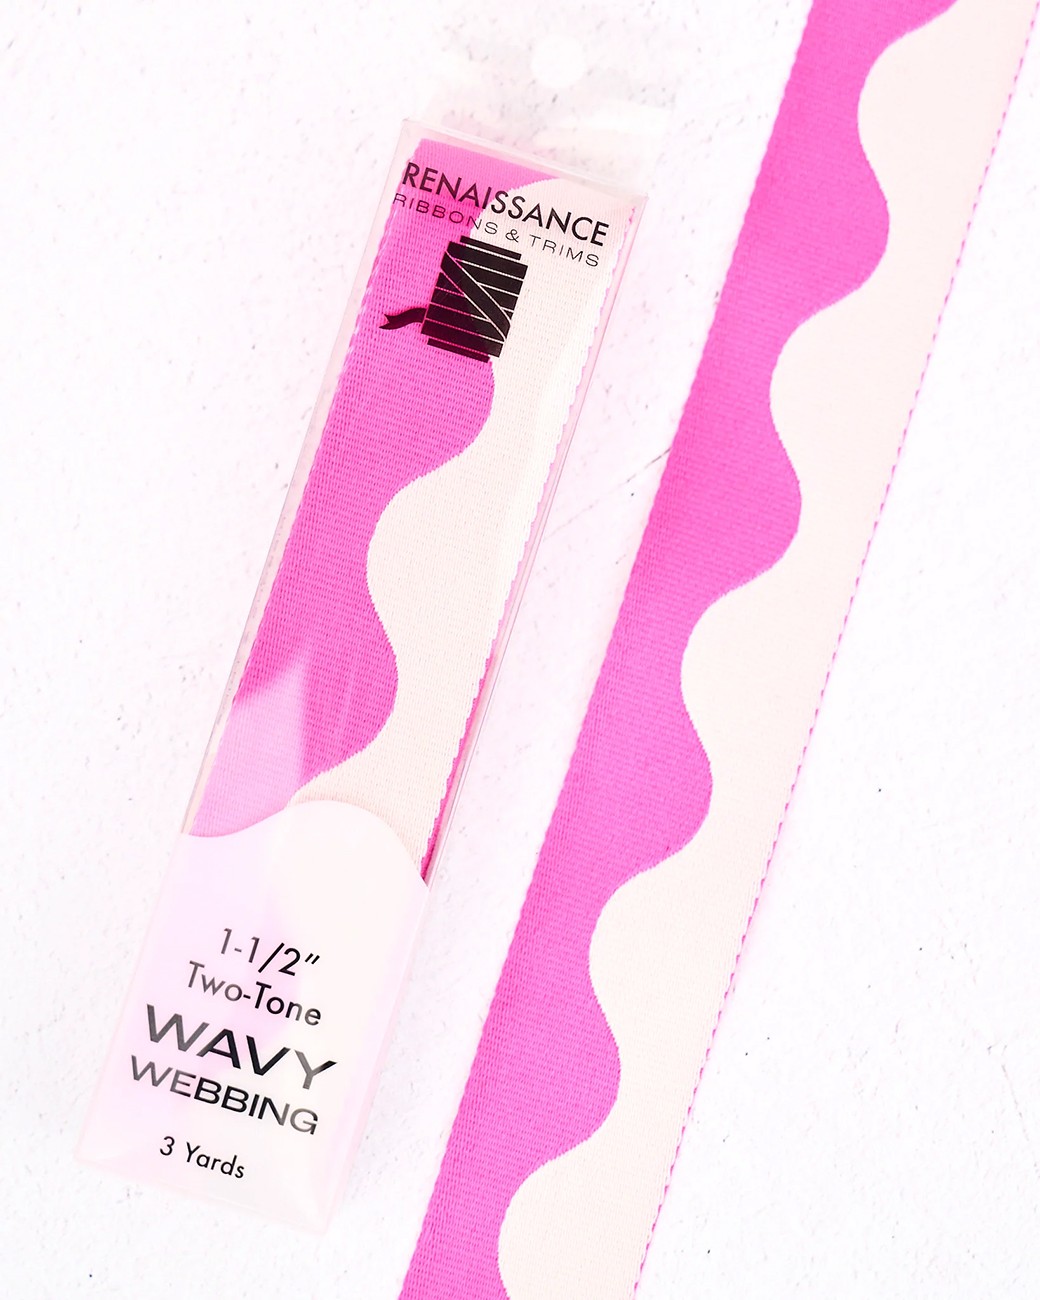 RENAISSANCE
RIBBONS & TRIMS
1-1/2"
Two-Tone
WAVY
WEBBING
3 Yards